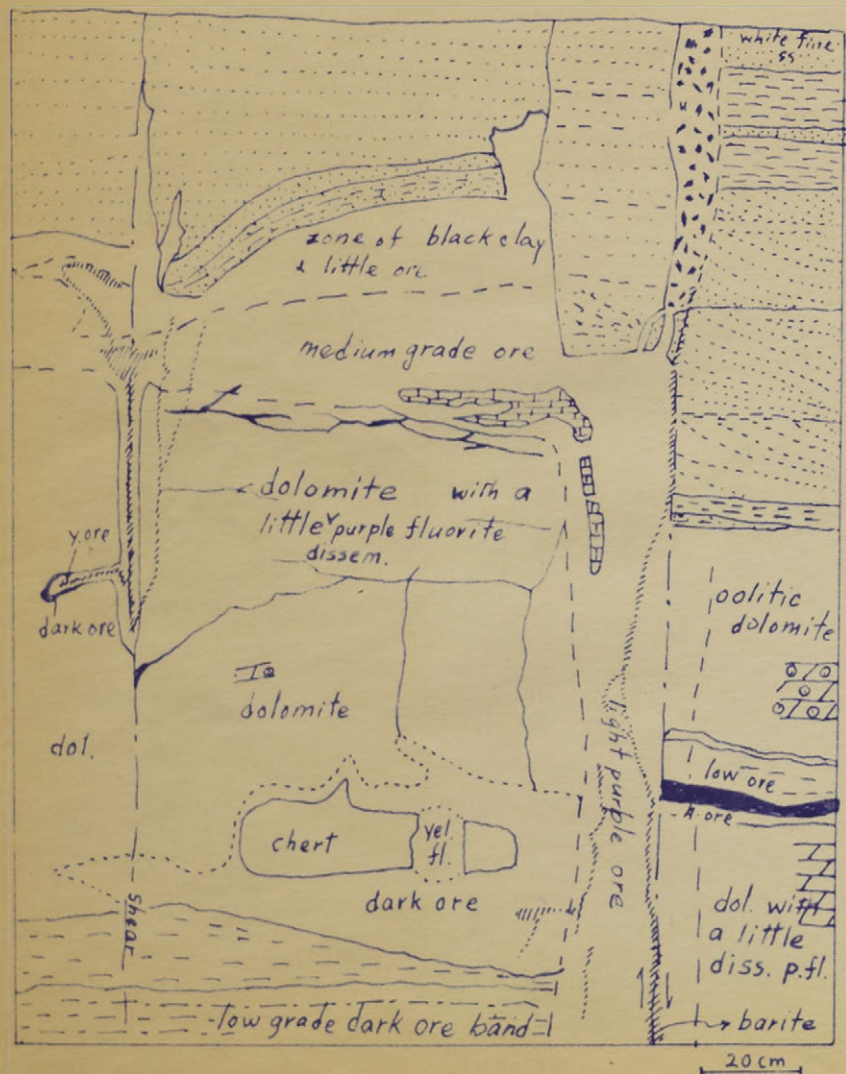 white fine
ss
zone of black clay
& little ore
medium grade ore
dolomite with a
little purple fluorite
dissem.
y. ore
dark ore
oolitic
dolomite
dolomite
dol.
light purple ore
low ore
A. ore
chert
yel.
fl.
dark ore
shear
dol. with
a little
diss. p.fl.
low grade dark ore band
barite
20 cm